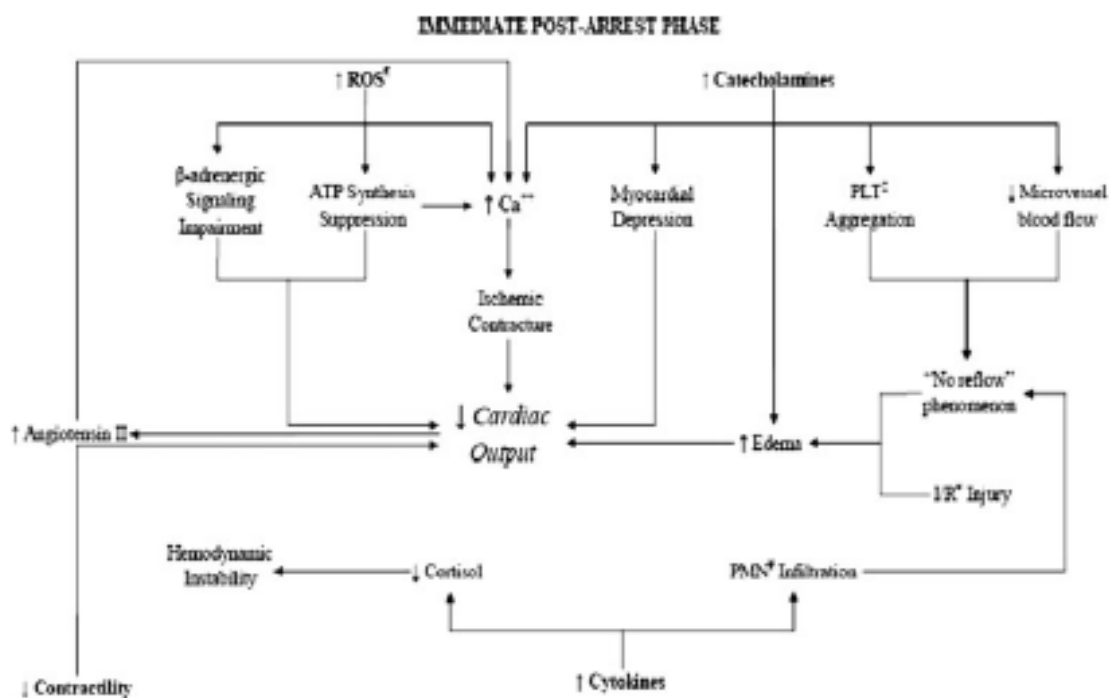 IMMEDIATE POST-ARREST PHASE
↑ ROS¶
↑ Catecholamines
β-adrenergic
Signaling
Impairment
ATP Synthesis
Suppression
↑ Ca⁺⁺
Myocardial
Depression
PLT‡
Aggregation
↓ Microvessel
blood flow
Ischemic
Contracture
"No reflow"
phenomenon
↓ Cardiac
Output
↑ Angiotensin II
↑ Edema
I/R* Injury
Hemodynamic
Instability
↓ Cortisol
PMN# Infiltration
↓ Contractility
↑ Cytokines